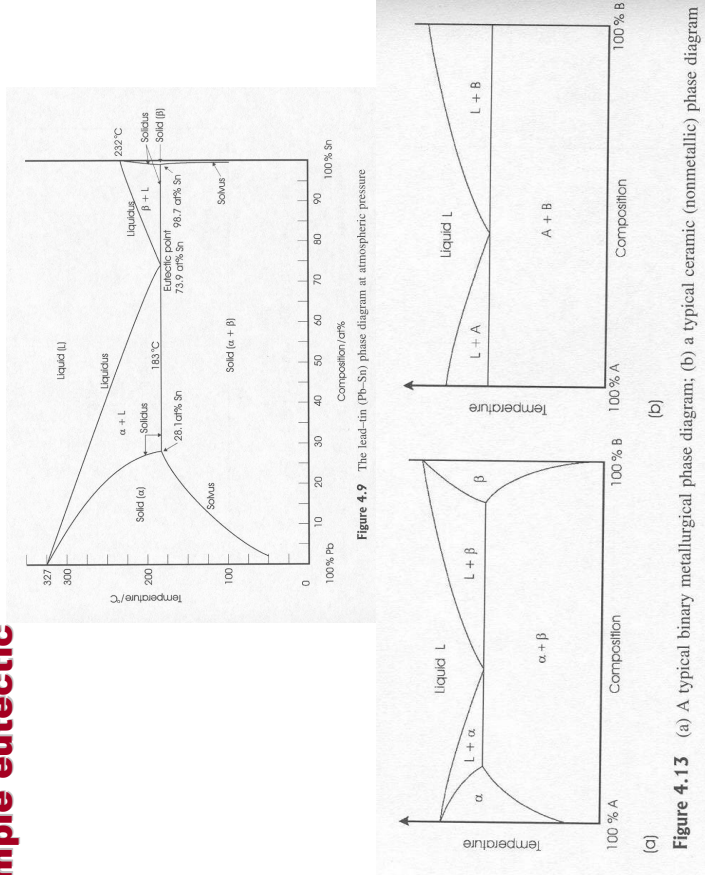 mple eutectic
Temperature/°C
327
300
200
100
0
Liquid (L)
Liquidus
α + L
Solidus
Solid (α)
183°C
28.1at% Sn
Solvus
Solid (α + β)
Liquidus
232°C
β + L
Solidus
Solid (β)
Eutectic point
73.9 at% Sn
98.7 at% Sn
Solvus
100% Pb
10
20
30
40
50
60
70
80
90
100% Sn
Composition/at%
Figure 4.9 The lead–tin (Pb–Sn) phase diagram at atmospheric pressure
Temperature
Liquid L
α
L + α
L + β
β
α + β
100% A
Composition
100% B
(a)
Temperature
Liquid L
L + A
L + B
A + B
100% A
Composition
100% B
(b)
Figure 4.13 (a) A typical binary metallurgical phase diagram; (b) a typical ceramic (nonmetallic) phase diagram